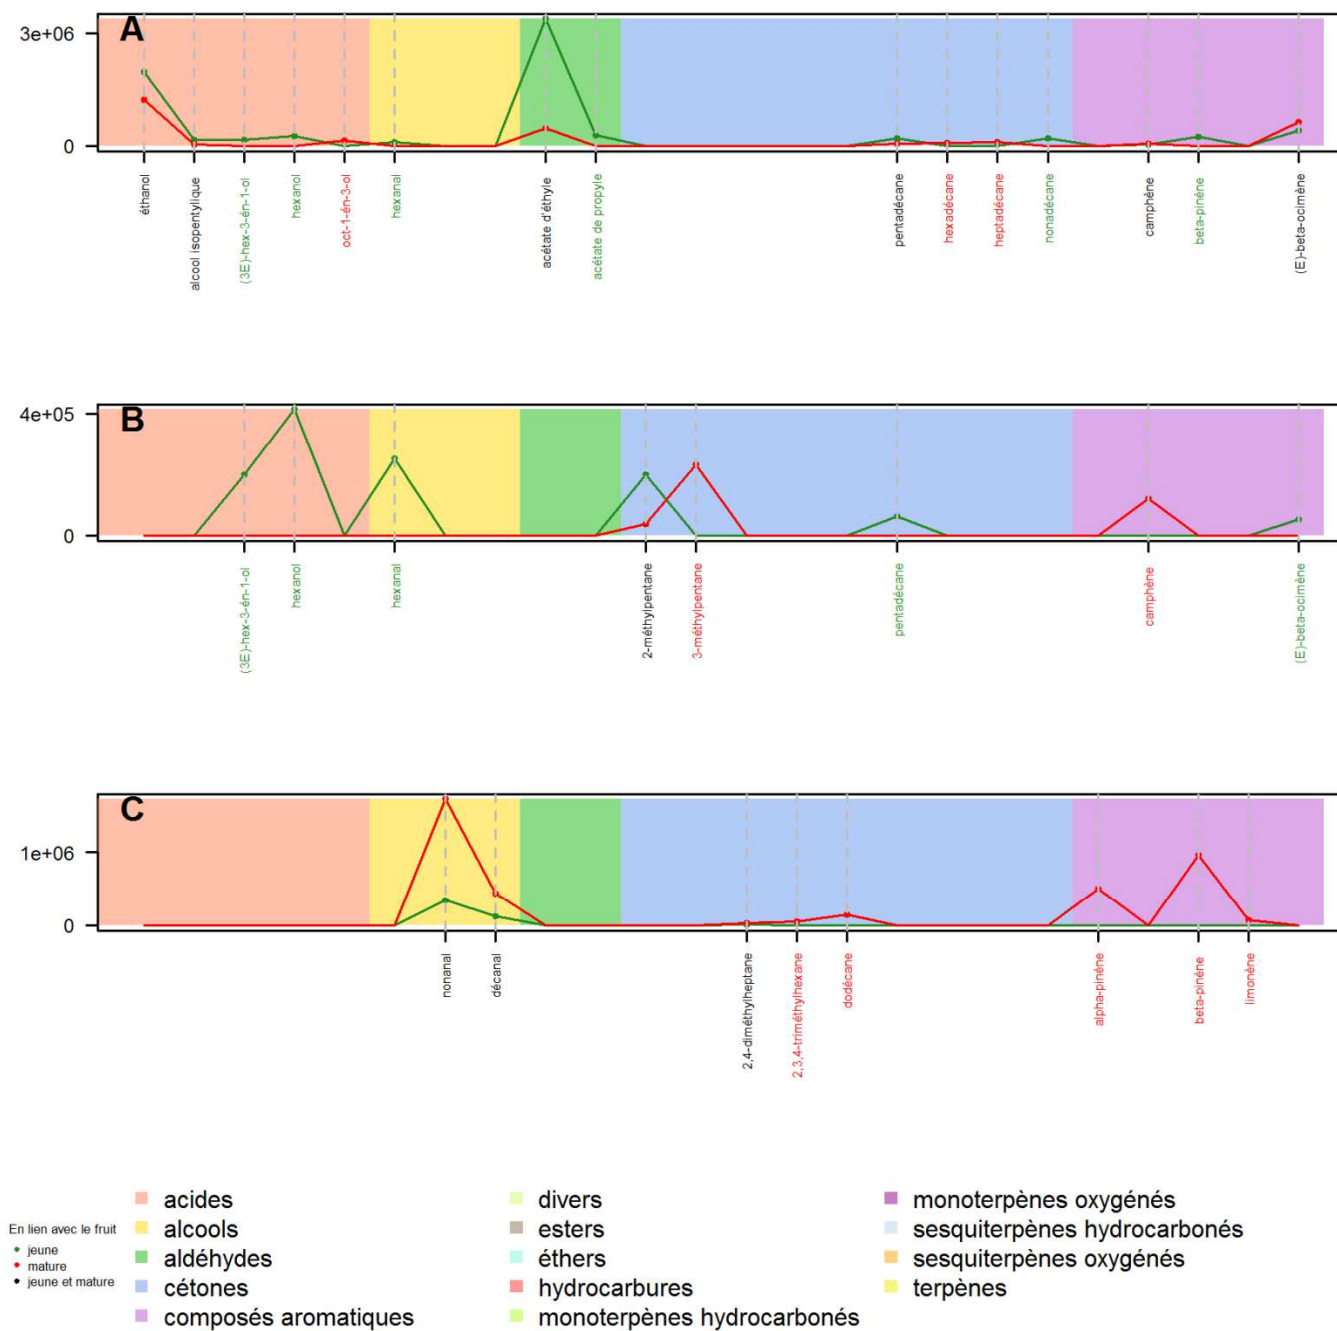 A
3e+06
0
éthanol
alcool isopentylique
(3E)-hex-3-én-1-ol
hexanol
oct-1-én-3-ol
hexanal
acétate d'éthyle
acétate de propyle
pentadécane
hexadécane
heptadécane
nonadécane
camphène
beta-pinène
(E)-beta-ocimène
B
4e+05
0
(3E)-hex-3-én-1-ol
hexanol
hexanal
2-méthylpentane
3-méthylpentane
pentadécane
camphène
(E)-beta-ocimène
C
1e+06
0
nonanal
décanal
2,4-diméthylheptane
2,3,4-triméthylhexane
dodécane
alpha-pinène
beta-pinène
limonène
En lien avec le fruit
jeune
mature
jeune et mature
acides
alcools
aldéhydes
cétones
composés aromatiques
divers
esters
éthers
hydrocarbures
monoterpènes hydrocarbonés
monoterpènes oxygénés
sesquiterpènes hydrocarbonés
sesquiterpènes oxygénés
terpènes